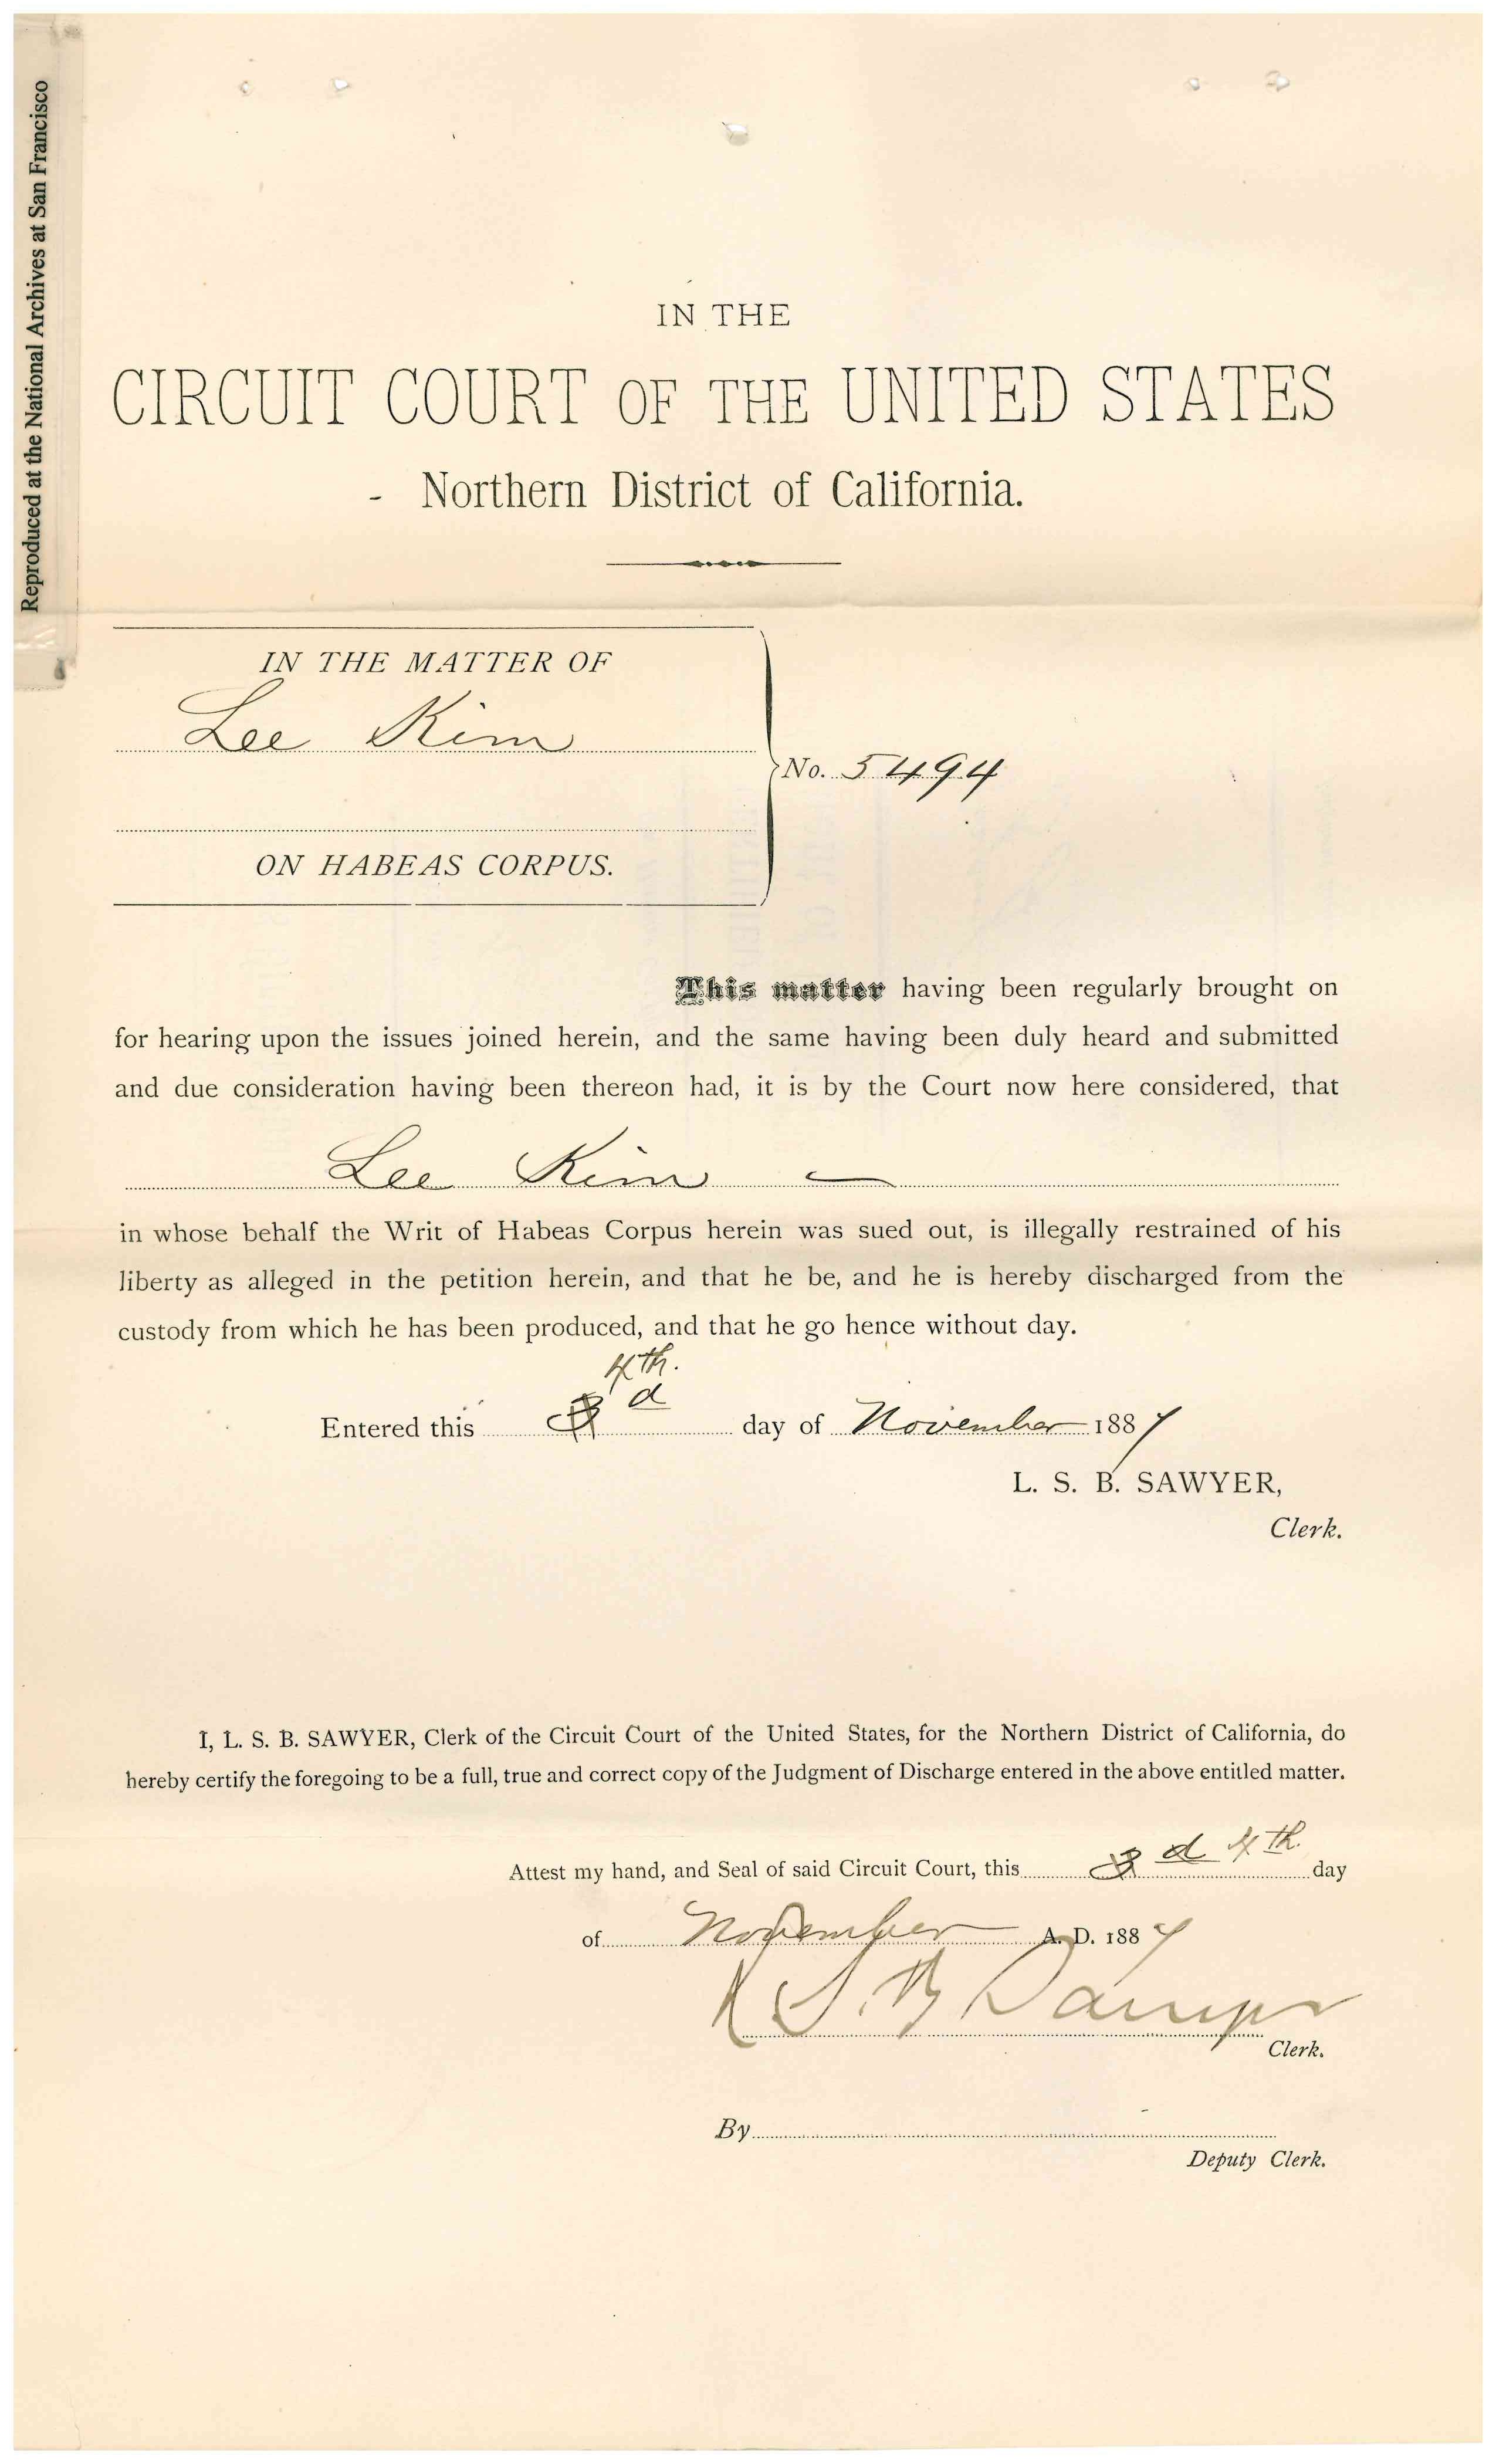 Reproduced at the National Archives at San Francisco
IN THE
CIRCUIT COURT OF THE UNITED STATES
- Northern District of California.
IN THE MATTER OF
Lee Kim
No. 5494
ON HABEAS CORPUS.
This matter having been regularly brought on
for hearing upon the issues joined herein, and the same having been duly heard and submitted
and due consideration having been thereon had, it is by the Court now here considered, that
Lee Kim —
in whose behalf the Writ of Habeas Corpus herein was sued out, is illegally restrained of his
liberty as alleged in the petition herein, and that he be, and he is hereby discharged from the
custody from which he has been produced, and that he go hence without day.
4th.
Entered this 3d day of November 1887
L. S. B. SAWYER,
Clerk.
I, L. S. B. SAWYER, Clerk of the Circuit Court of the United States, for the Northern District of California, do
hereby certify the foregoing to be a full, true and correct copy of the Judgment of Discharge entered in the above entitled matter.
Attest my hand, and Seal of said Circuit Court, this 3d 4th day
of November A. D. 1887
L S. B Sawyer
Clerk.
By
Deputy Clerk.